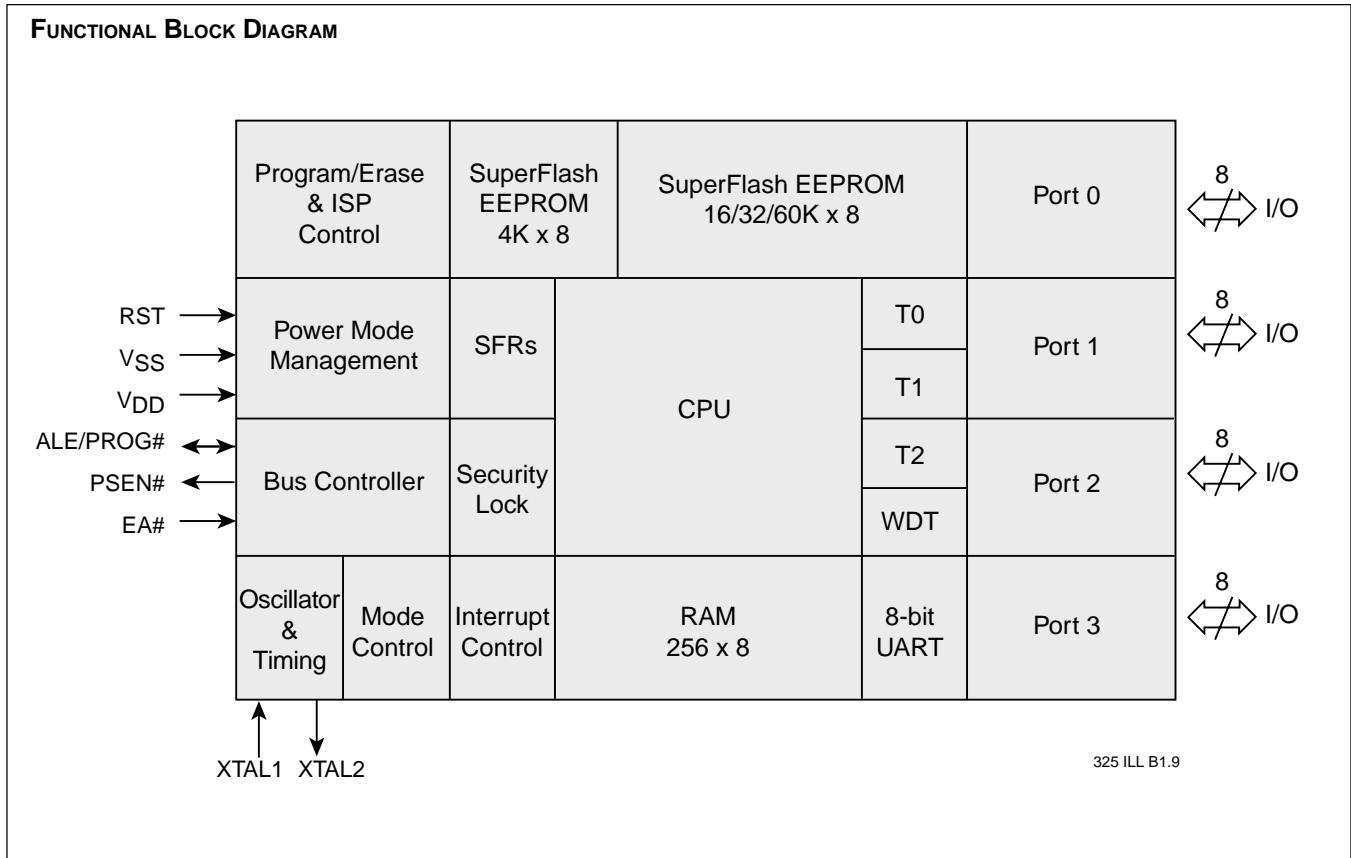 FUNCTIONAL BLOCK DIAGRAM
Program/Erase
& ISP
Control
SuperFlash
EEPROM
4K x 8
SuperFlash EEPROM
16/32/60K x 8
Port 0
8
I/O
RST
VSS
VDD
Power Mode
Management
SFRs
CPU
T0
T1
Port 1
8
I/O
ALE/PROG#
PSEN#
EA#
Bus Controller
Security
Lock
T2
WDT
Port 2
8
I/O
Oscillator
&
Timing
Mode
Control
Interrupt
Control
RAM
256 x 8
8-bit
UART
Port 3
8
I/O
XTAL1
XTAL2
325 ILL B1.9